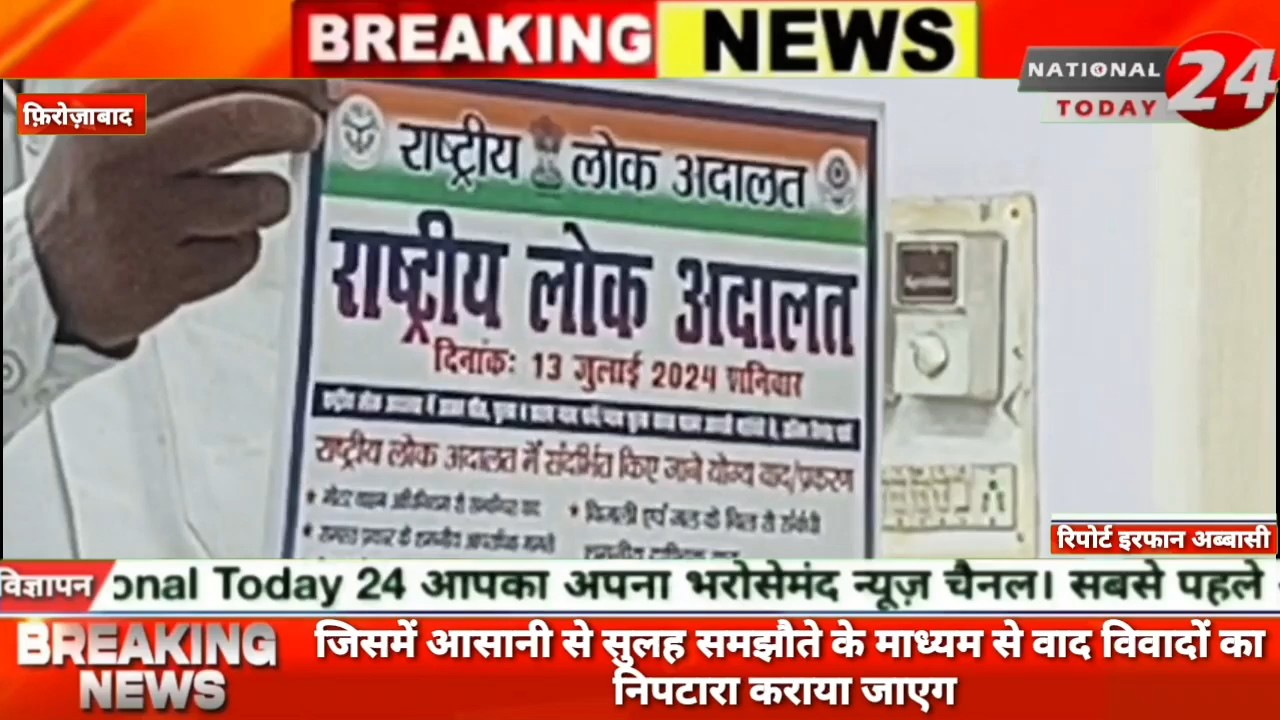 BREAKING NEWS
NATIONAL 24
TODAY
फ़िरोज़ाबाद
राष्ट्रीय लोक अदालत
राष्ट्रीय लोक अदालत
दिनांकः 13 जुलाई 2024 शनिवार
राष्ट्रीय लोक अदालत में संदर्भित किए जाने योग्य वाद/प्रकरण
रिपोर्ट इरफान अब्बासी
विज्ञापन onal Today 24 आपका अपना भरोसेमंद न्यूज़ चैनल। सबसे पहले
BREAKING
NEWS
जिसमें आसानी से सुलह समझौते के माध्यम से वाद विवादों का
निपटारा कराया जाएग